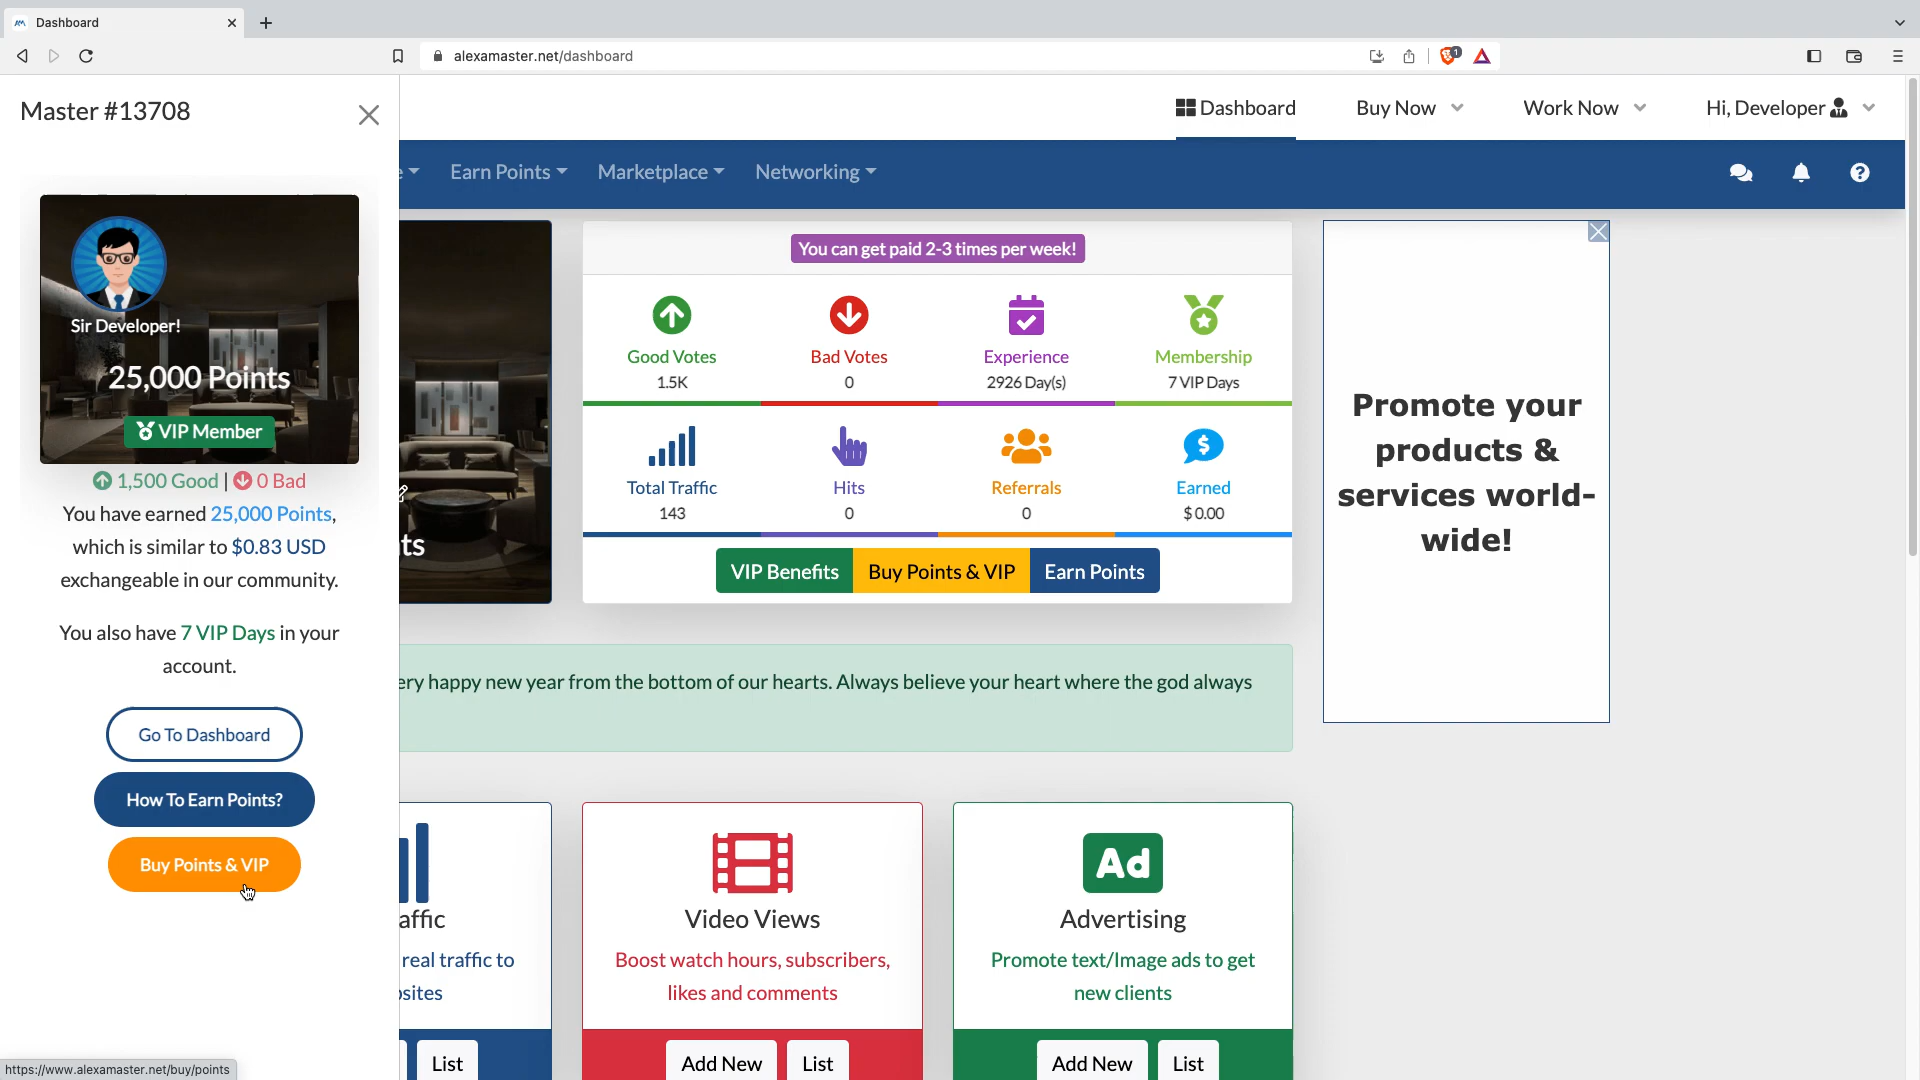 Dashboard
alexamaster.net/dashboard
1
Master #13708
Dashboard
Buy Now
Work Now
Hi, Developer
e
Earn Points
Marketplace
Networking
Sir Developer!
25,000 Points
VIP Member
1,500 Good | 0 Bad
You have earned 25,000 Points,
which is similar to $0.83 USD
exchangeable in our community.
You also have 7 VIP Days in your
account.
Go To Dashboard
How To Earn Points?
Buy Points & VIP
https://www.alexamaster.net/buy/points
ts
You can get paid 2-3 times per week!
Good Votes
1.5K
Bad Votes
0
Experience
2926 Day(s)
Membership
7 VIP Days
Total Traffic
143
Hits
0
Referrals
0
Earned
$ 0.00
VIP Benefits
Buy Points & VIP
Earn Points
Promote your
products &
services world-
wide!
ery happy new year from the bottom of our hearts. Always believe your heart where the god always
affic
real traffic to
osites
List
Video Views
Boost watch hours, subscribers,
likes and comments
Add New
List
Ad
Advertising
Promote text/Image ads to get
new clients
Add New
List